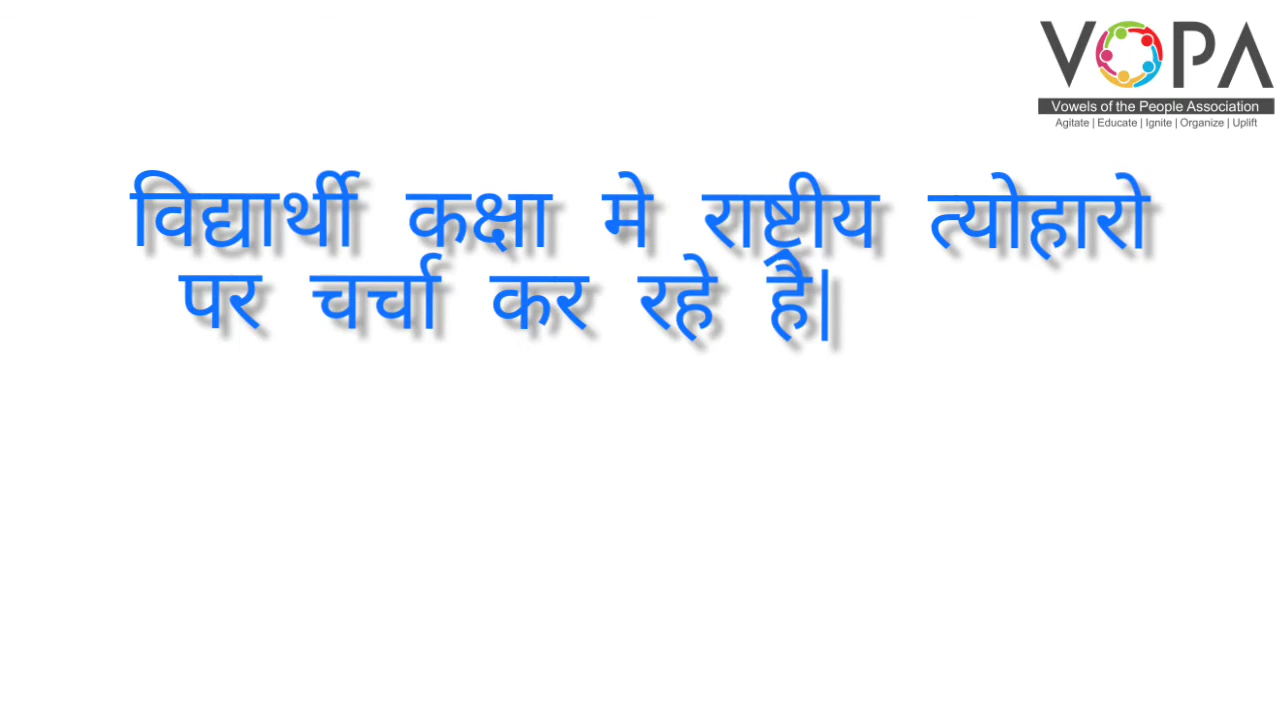 VOPA
Vowels of the People Association
Agitate | Educate | Ignite | Organize | Uplift
विद्यार्थी कक्षा मे राष्ट्रीय त्योहारो
पर चर्चा कर रहे है|